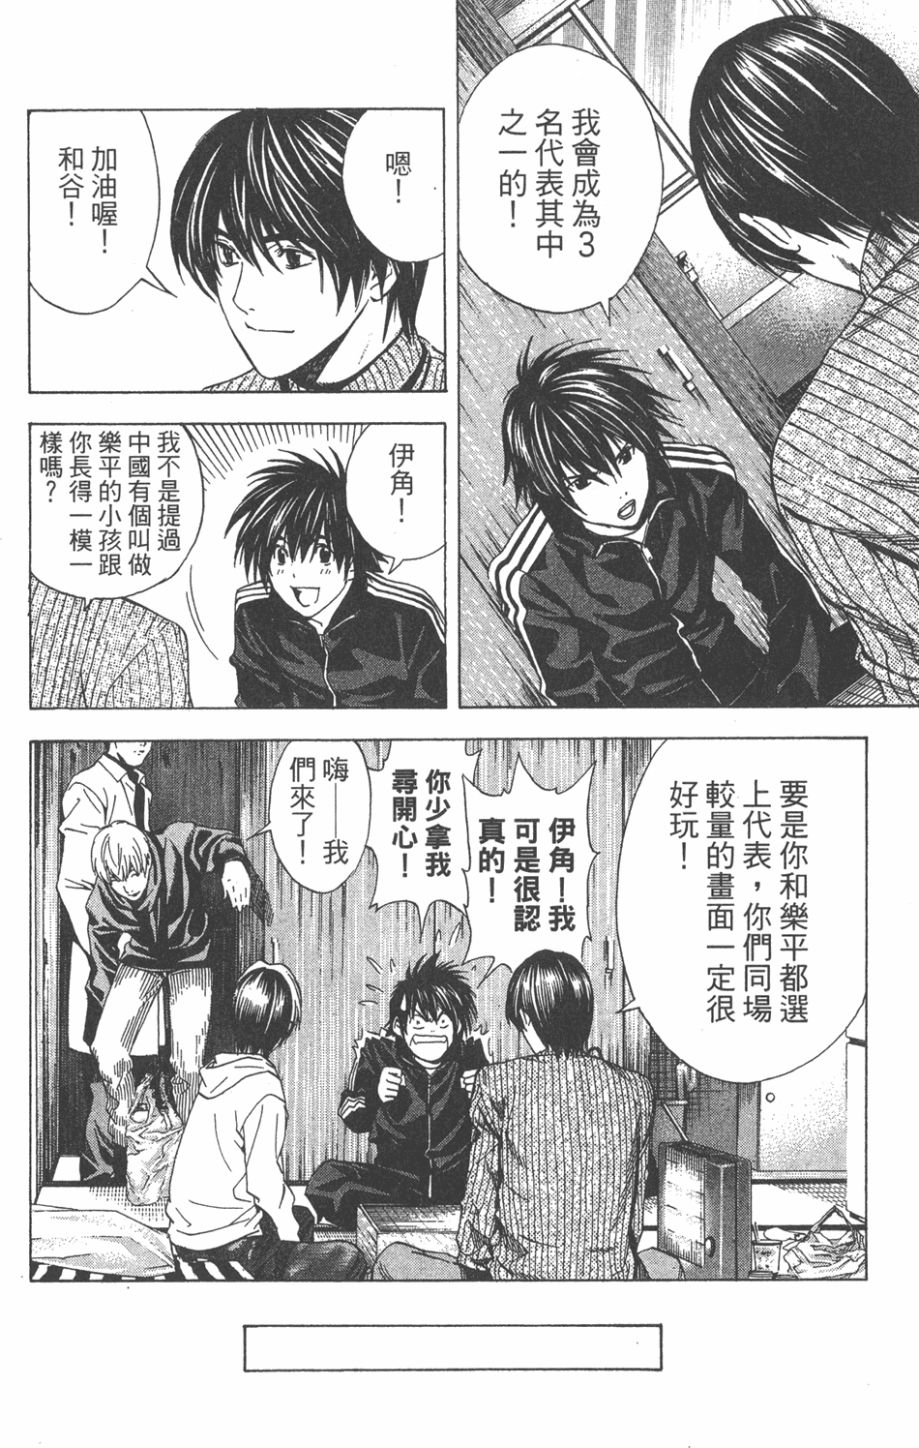 我會成為3
名代表其中
之一的！
嗯！
加油喔！
和谷！
伊角！
我不是提過
中國有個叫做
樂平的小孩跟
你長得一模一
樣嗎？
要是你和樂平都選
上代表，你們同場
較量的畫面一定很
好玩！
伊角！我
可是很認
真的！
你少拿我
尋開心！
嗨——我
們來了！